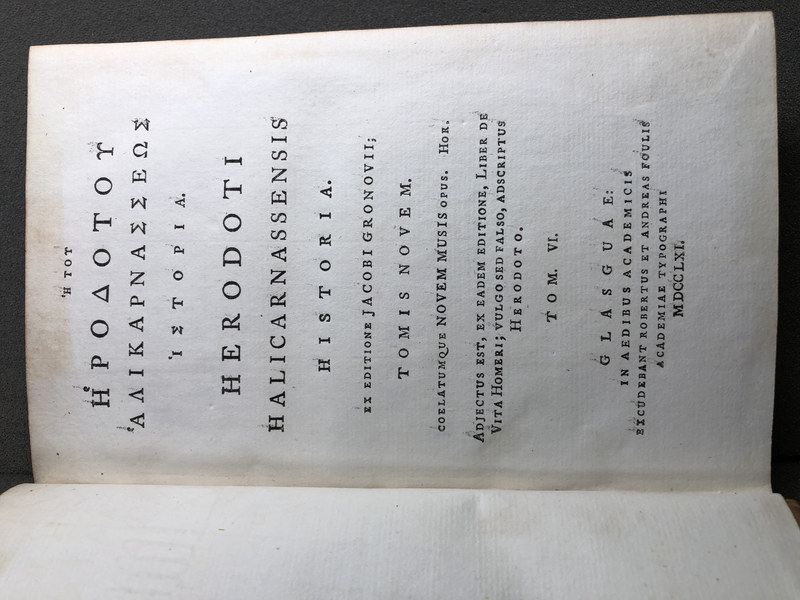 Ἡ ΤΟΥ
ἩΡΟΔΟΤΟΥ
ἉΛΙΚΑΡΝΑΣΣΕΩΣ
ἹΣΤΟΡΙΑ.
HERODOTI
HALICARNASSENSIS
HISTORIA.
EX EDITIONE JACOBI GRONOVII;
TOMIS NOVEM.
COELATUMQUE NOVEM MUSIS OPUS. HOR.
ADJECTUS EST, EX EADEM EDITIONE, LIBER DE
VITA HOMERI; VULGO SED FALSO, ADSCRIPTUS
HERODOTO.
TOM. VI.
GLASGUAE:
IN AEDIBUS ACADEMICIS
EXCUDEBANT ROBERTUS ET ANDREAS FOULIS
ACADEMIAE TYPOGRAPHI
MDCCLXI.